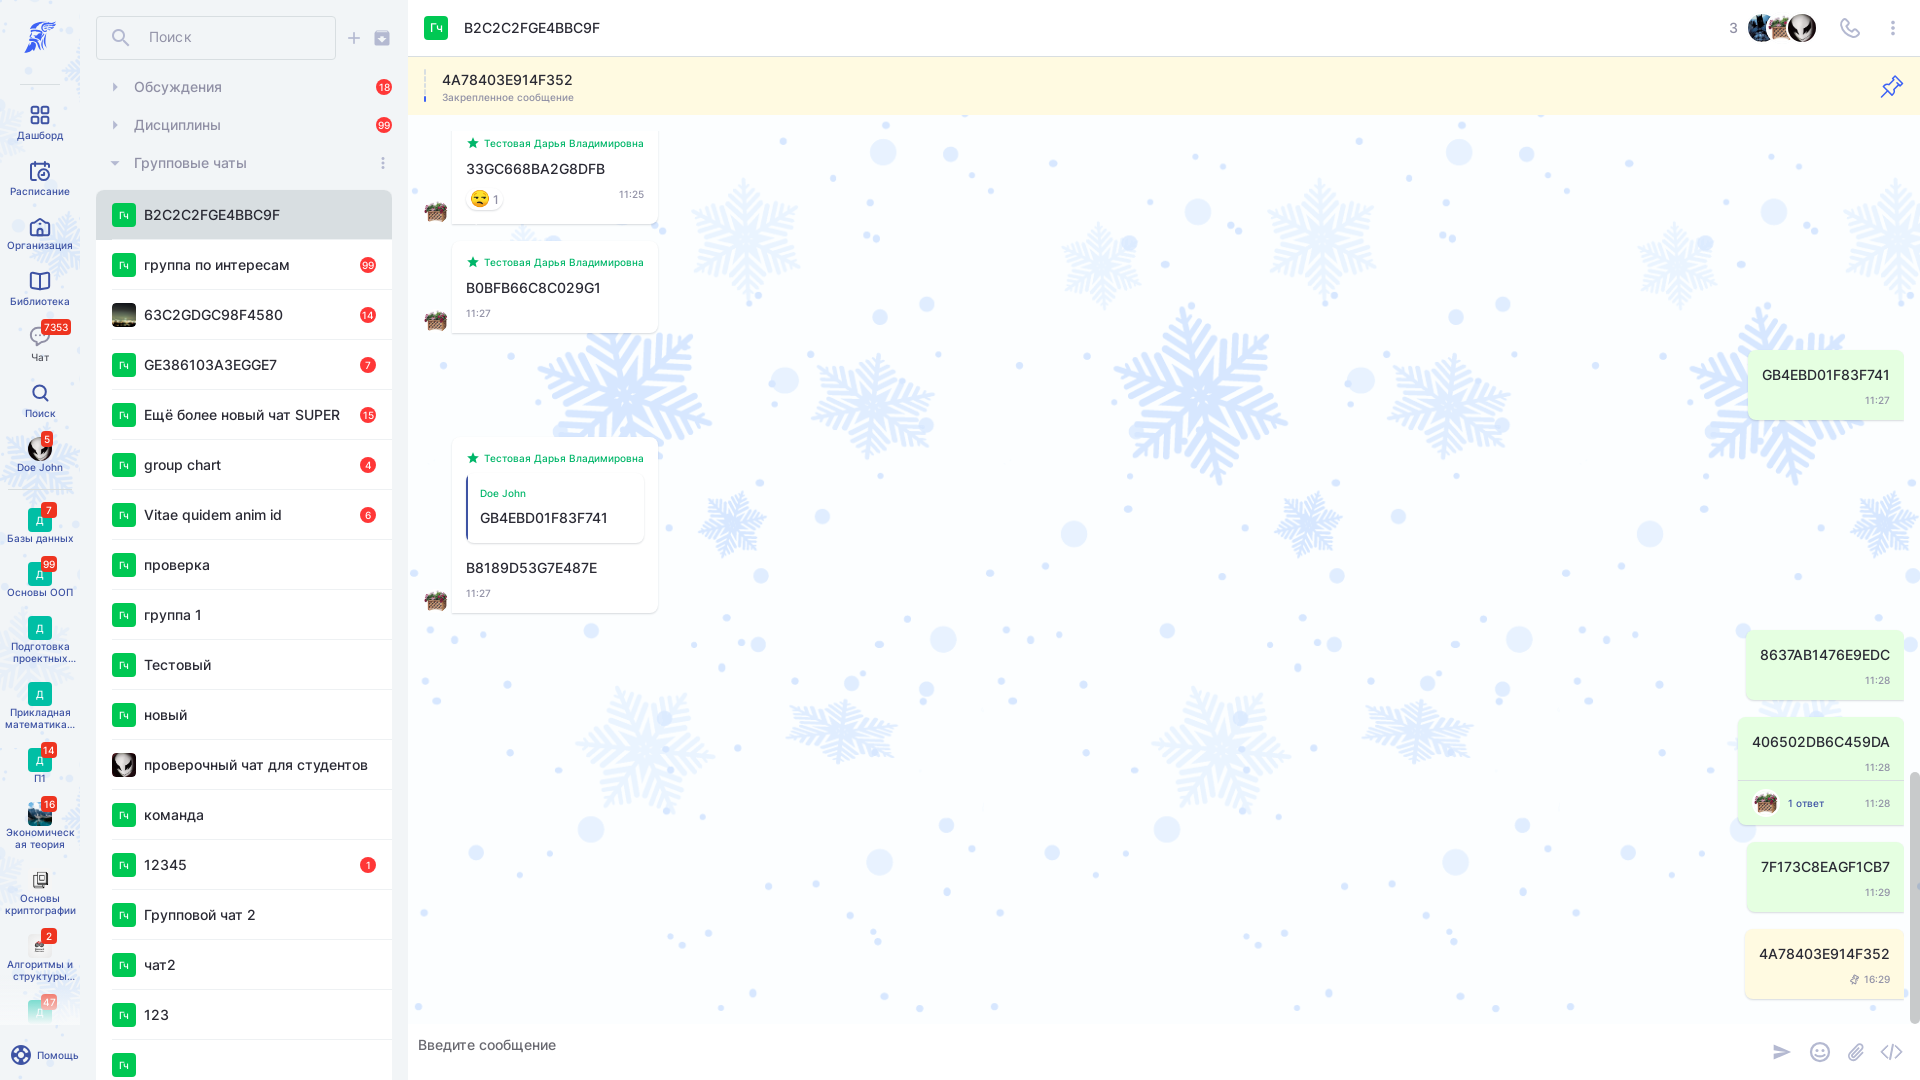 Дашборд
Расписание
Организация
Библиотека
7353
Чат
Поиск
5
Doe John
7
Д
Базы данных
99
Д
Основы ООП
Д
Подготовка
проектных...
Д
Прикладная
математика...
14
Д
П1
16
Экономическ
ая теория
Основы
криптографии
2
Алгоритмы и
структуры...
47
Д
Помощь
Поиск
Обсуждения
18
Дисциплины
99
Групповые чаты
Гч B2C2C2FGE4BBC9F
Гч группа по интересам 99
63C2GDGC98F4580 14
Гч GE386103A3EGGE7 7
Гч Ещё более новый чат SUPER 15
Гч group chart 4
Гч Vitae quidem anim id 6
Гч проверка
Гч группа 1
Гч Тестовый
Гч новый
проверочный чат для студентов
Гч команда
Гч 12345 1
Гч Групповой чат 2
Гч чат2
Гч 123
Гч
Гч B2C2C2FGE4BBC9F 3
4A78403E914F352
Закрепленное сообщение
Тестовая Дарья Владимировна
33GC668BA2G8DFB
1 11:25
Тестовая Дарья Владимировна
B0BFB66C8C029G1
11:27
GB4EBD01F83F741
11:27
Тестовая Дарья Владимировна
Doe John
GB4EBD01F83F741
B8189D53G7E487E
11:27
8637AB1476E9EDC
11:28
406502DB6C459DA
11:28
1 ответ 11:28
7F173C8EAGF1CB7
11:29
4A78403E914F352
16:29
Введите сообщение